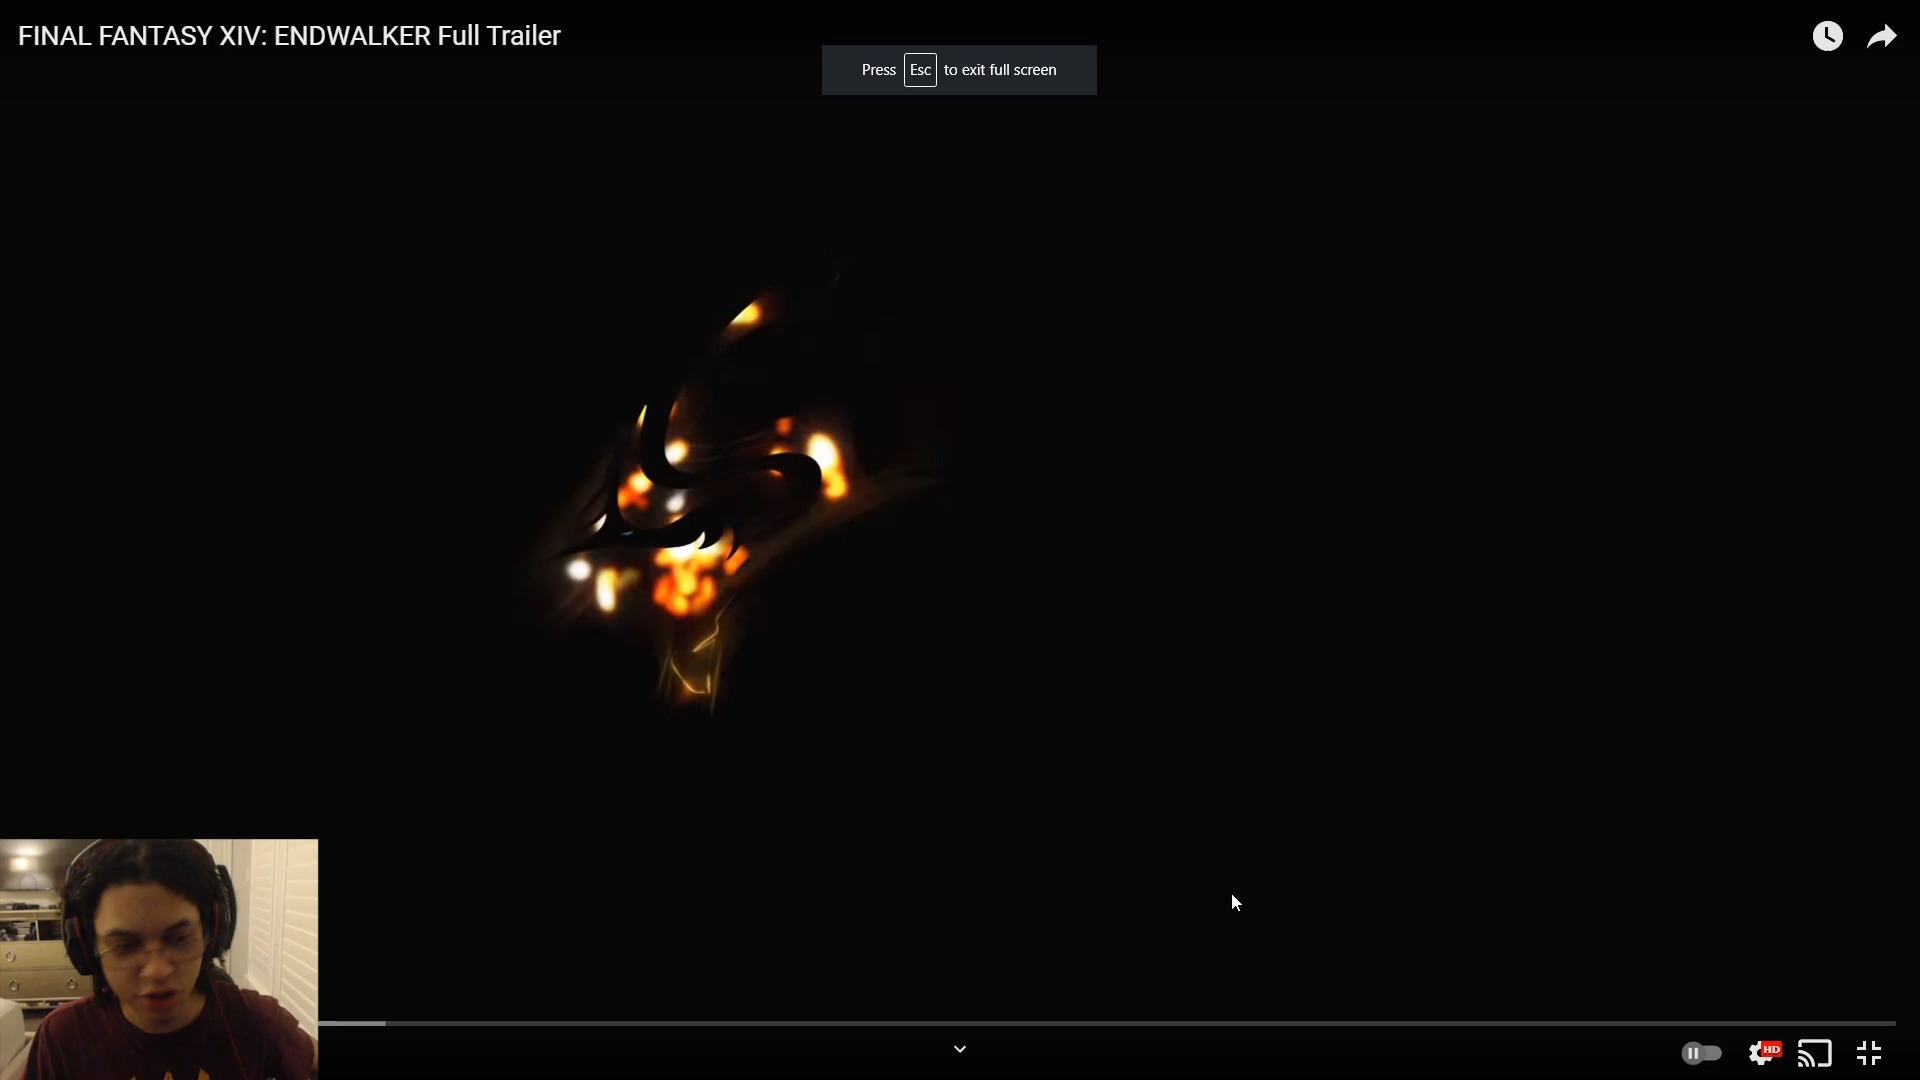 FINAL FANTASY XIV: ENDWALKER Full Trailer
Press Esc to exit full screen
HD